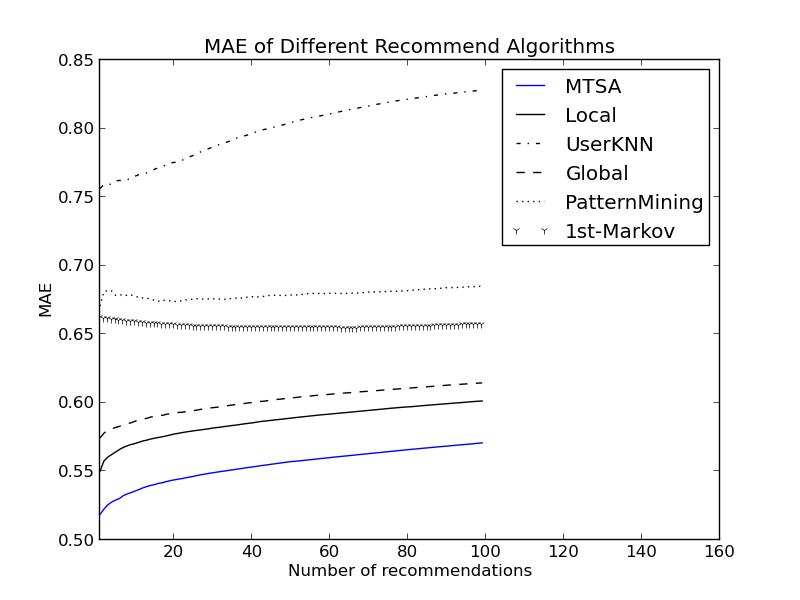 MAE of Different Recommend Algorithms
0.85
0.80
0.75
0.70
0.65
0.60
0.55
0.50
MAE
MTSA
Local
UserKNN
Global
PatternMining
1st-Markov
20 40 60 80 100 120 140 160
Number of recommendations